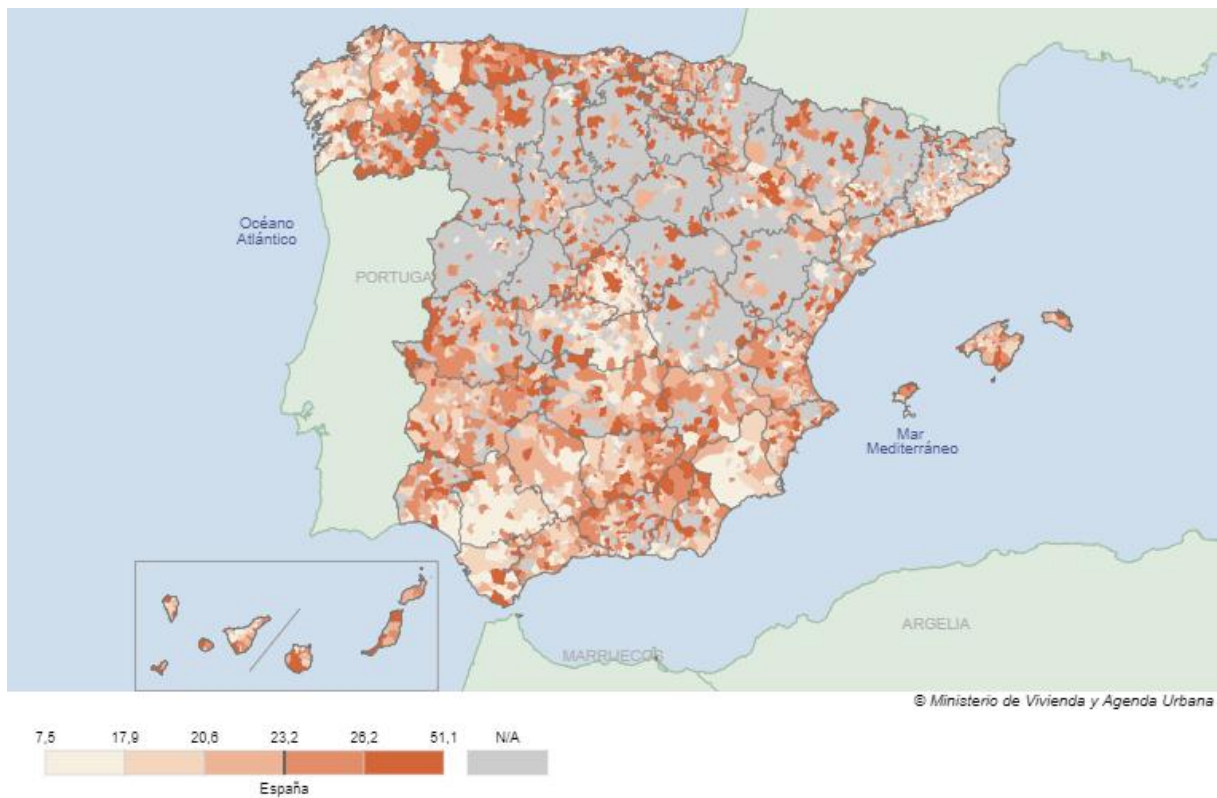 Océano
Atlántico
PORTUGA
Mar
Mediterráneo
ARGELIA
MARRUECOS
© Ministerio de Vivienda y Agenda Urbana
7,5 17,9 20,6 23,2 26,2 51,1 N/A
España